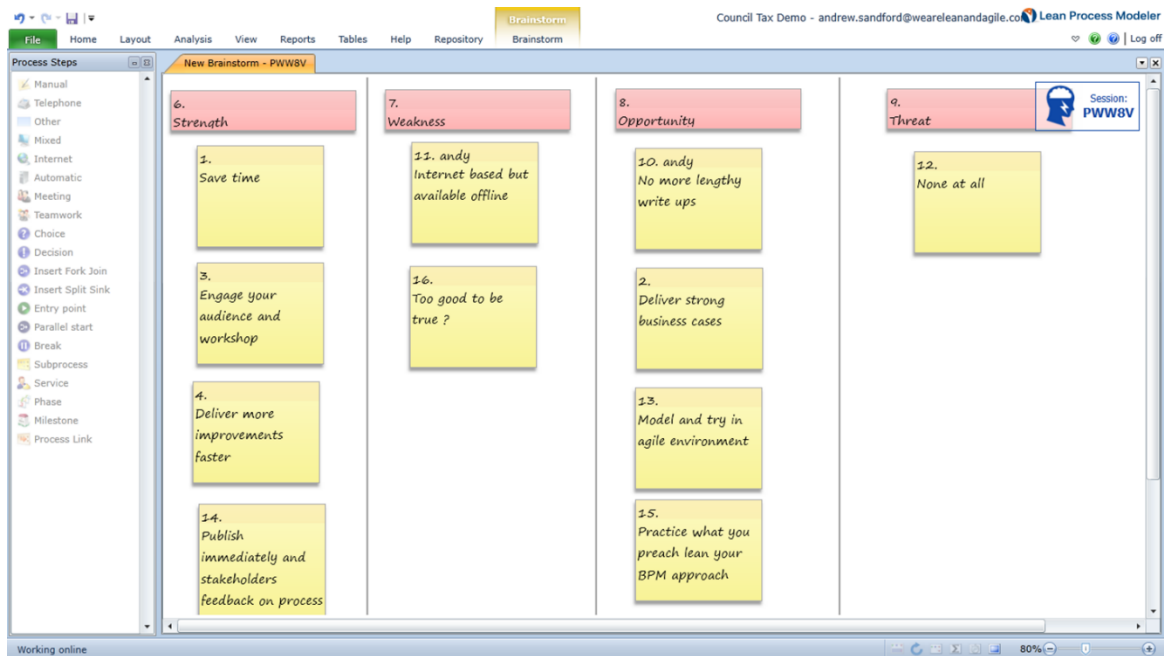 Brainstorm
Council Tax Demo - andrew.sandford@weareleanandagile.co
Lean Process Modeler
File
Home
Layout
Analysis
View
Reports
Tables
Help
Repository
Brainstorm
Log off
Process Steps
New Brainstorm - PWW8V
Manual
Telephone
Other
Mixed
Internet
Automatic
Meeting
Teamwork
Choice
Decision
Insert Fork Join
Insert Split Sink
Entry point
Parallel start
Break
Subprocess
Service
Phase
Milestone
Process Link
6.
Strength
1.
Save time
3.
Engage your
audience and
workshop
4.
Deliver more
improvements
faster
14.
Publish
immediately and
stakeholders
feedback on process
7.
Weakness
11. andy
Internet based but
available offline
16.
Too good to be
true ?
8.
Opportunity
10. andy
No more lengthy
write ups
2.
Deliver strong
business cases
13.
Model and try in
agile environment
15.
Practice what you
preach lean your
BPM approach
9.
Threat
12.
None at all
Session:
PWW8V
Working online
80%